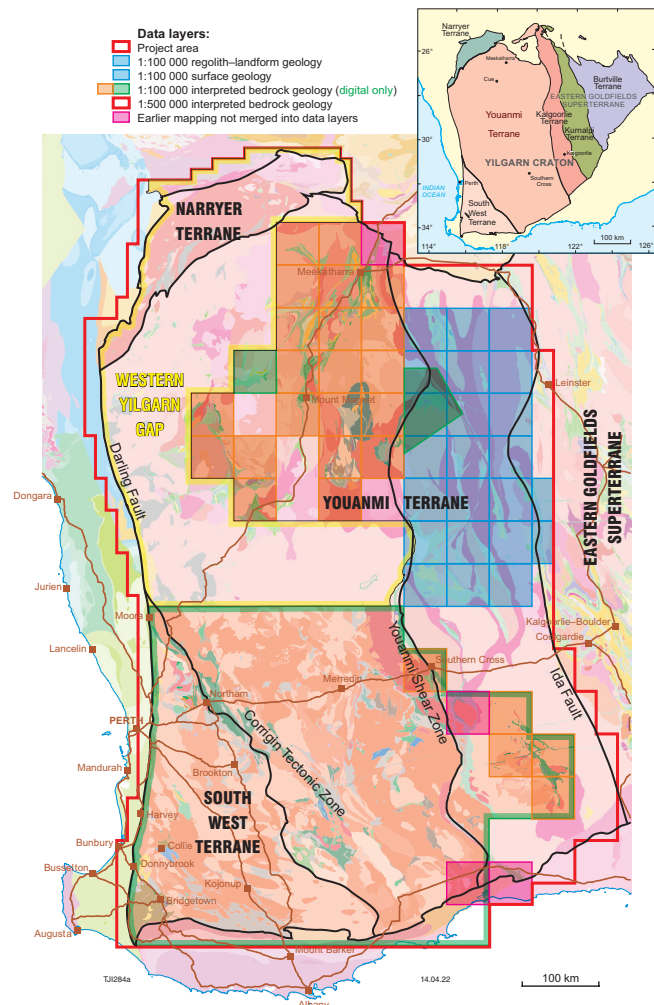 Data layers:
Project area
1:100 000 regolith–landform geology
1:100 000 surface geology
1:100 000 interpreted bedrock geology (digital only)
1:500 000 interpreted bedrock geology
Earlier mapping not merged into data layers
Narryer
Terrane
26°
Meekatharra
Cue
Burtville
Terrane
EASTERN GOLDFIELDS
SUPERTERRANE
Youanmi
Terrane
Kalgoorlie
Terrane
Kurnalpi
Terrane
30°
YILGARN CRATON
Kalgoorlie
Southern
Cross
INDIAN
OCEAN
Perth
South
West
Terrane
34°
100 km
114°
118°
122°
126°
NARRYER
TERRANE
Meekatharra
WESTERN
YILGARN
GAP
Leinster
Mount Magnet
Darling Fault
Dongara
YOUANMI TERRANE
EASTERN GOLDFIELDS
SUPERTERRANE
Jurien
Moora
Lancelin
Kalgoorlie–Boulder
Coolgardie
Youanmi Shear Zone
Southern Cross
Ida Fault
Merredin
Northam
PERTH
Corrigin Tectonic Zone
Mandurah
Brookton
SOUTH
WEST
TERRANE
Harvey
Bunbury
Collie
Busselton
Donnybrook
Kojonup
Bridgetown
Augusta
Mount Barker
Albany
TJI284a
14.04.22
100 km